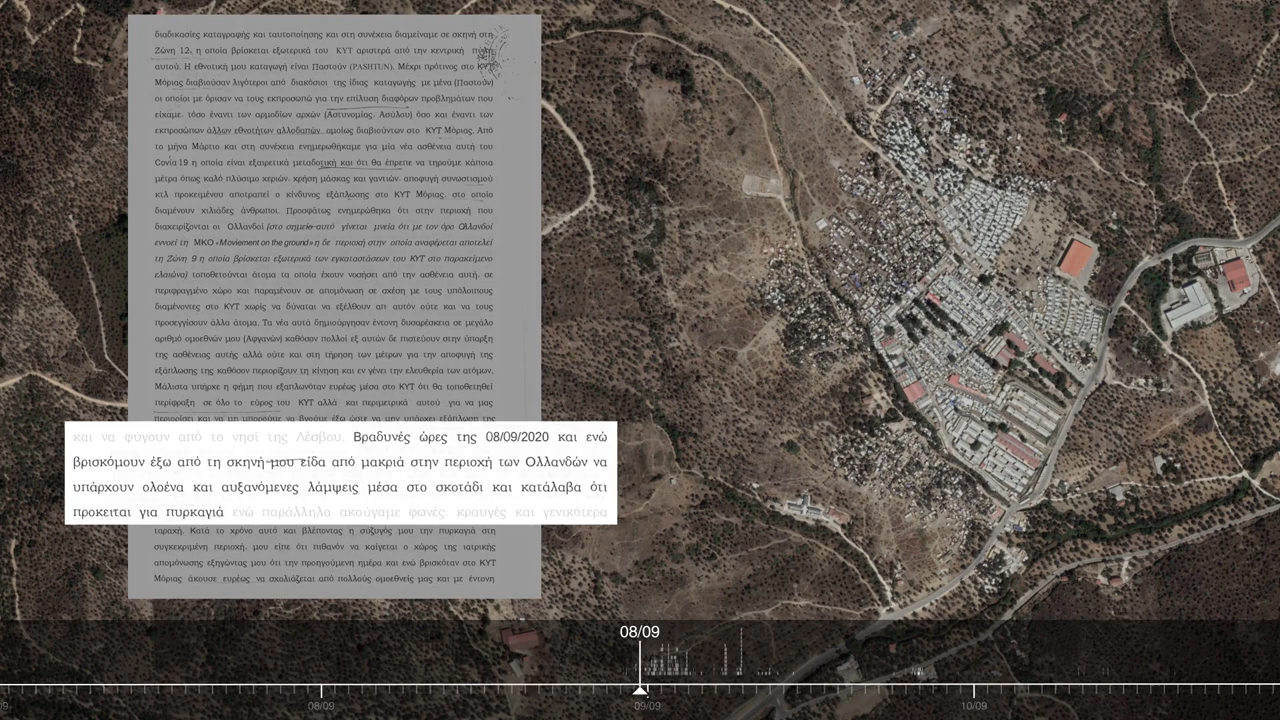 διαδικασίες καταγραφής και ταυτοποίησης και στη συνέχεια διαμείναμε σε σκηνή στη
Ζώνη 12, η οποία βρίσκεται εξωτερικά του ΚΥΤ αριστερά από την κεντρική πύλη
αυτού. Η εθνοτική μου καταγωγή είναι Παστούν (PASHTUN). Μέχρι πρότινος στο ΚΥΤ
Μόριας διαβιούσαν λιγότεροι από διακόσιοι της ίδιας καταγωγής με μένα (Παστούν)
οι οποίοι με όρισαν να τους εκπροσωπώ για την επίλυση διαφόρων προβλημάτων που
είχαμε, τόσο έναντι των αρμοδίων αρχών (Αστυνομίας, Ασύλου) όσο και έναντι των
εκπροσώπων άλλων εθνοτήτων αλλοδαπών ομοίως διαβιούντων στο ΚΥΤ Μόριας. Από
το μήνα Μάρτιο και στη συνέχεια ενημερωθήκαμε για μία νέα ασθένεια αυτή του
Covid 19 η οποία είναι εξαιρετικά μεταδοτική και ότι θα έπρεπε να τηρούμε κάποια
μέτρα όπως καλό πλύσιμο χεριών, χρήση μάσκας και γαντιών, αποφυγή συνωστισμού
κτλ προκειμένου αποτραπεί ο κίνδυνος εξάπλωσης στο ΚΥΤ Μόριας, στο οποίο
διαμένουν χιλιάδες άνθρωποι. Προσφάτως ενημερώθηκα ότι στην περιοχή που
διαχειρίζονται οι Ολλανδοί (στο σημείο αυτό γίνεται μνεία ότι με τον όρο Ολλανδοί
εννοεί τη ΜΚΟ «Moviement on the ground» η δε περιοχή στην οποία αναφέρεται αποτελεί
τη Ζώνη 9 η οποία βρίσκεται εξωτερικά των εγκαταστάσεων του ΚΥΤ στο παρακείμενο
ελαιώνα) τοποθετούνται άτομα τα οποία έχουν νοσήσει από την ασθένεια αυτή, σε
περιφραγμένο χώρο και παραμένουν σε απομόνωση σε σχέση με τους υπόλοιπους
διαμένοντες στο ΚΥΤ χωρίς να δύναται να εξέλθουν απ' αυτόν ούτε και να τους
προσεγγίσουν άλλα άτομα. Τα νέα αυτά δημιούργησαν έντονη δυσαρέσκεια σε μεγάλο
αριθμό ομοεθνών μου (Αφγανών) καθόσον πολλοί εξ αυτών δε πιστεύουν στην ύπαρξη
της ασθένειας αυτής αλλά ούτε και στη τήρηση των μέτρων για την αποφυγή της
εξάπλωσης της καθόσον περιορίζουν τη κίνηση και εν γένει την ελευθερία των ατόμων.
Μάλιστα υπήρχε η φήμη που εξαπλωνόταν ευρέως μέσα στο ΚΥΤ ότι θα τοποθετηθεί
περίφραξη σε όλο το εύρος του ΚΥΤ αλλά και περιμετρικά αυτού για να μας
περιορίσει και να μη μπορούμε να βγούμε έξω ώστε να μην υπάρχει εξάπλωση της
και να φύγουν από το νησί της Λέσβου. Βραδυνές ώρες της 08/09/2020 και ενώ
βρισκόμουν έξω από τη σκηνή μου είδα από μακριά στην περιοχή των Ολλανδών να
υπάρχουν ολοένα και αυξανόμενες λάμψεις μέσα στο σκοτάδι και κατάλαβα ότι
προκειται για πυρκαγιά ενώ παράλληλα ακούγαμε φωνές, κραυγές και γενικότερα
ταραχή. Κατά το χρόνο αυτό και βλέποντας η σύζυγός μου την πυρκαγιά στη
συγκεκριμένη περιοχή, μου είπε ότι πιθανόν να καίγεται ο χώρος της ιατρικής
απομόνωσης εξηγώντας μου ότι την προηγούμενη ημέρα και ενώ βρισκόταν στο ΚΥΤ
Μόριας άκουσε ευρέως να σχολιάζεται από πολλούς ομοεθνείς μας και με έντονη
08/09
09
08/09
09/09
10/09